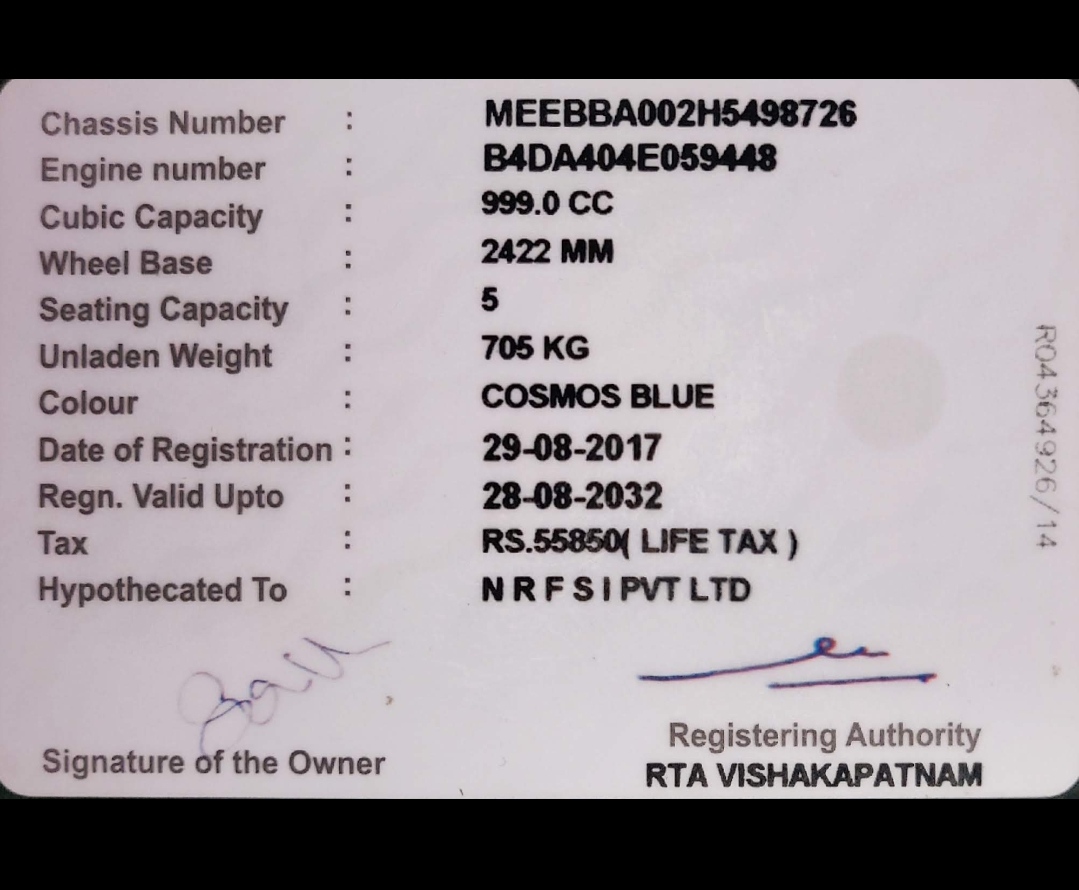 Chassis Number : MEEBBA002H5498726
Engine number : B4DA404E059448
Cubic Capacity : 999.0 CC
Wheel Base : 2422 MM
Seating Capacity : 5
Unladen Weight : 705 KG
Colour : COSMOS BLUE
Date of Registration : 29-08-2017
Regn. Valid Upto : 28-08-2032
Tax : RS.55850( LIFE TAX )
Hypothecated To : N R F S I PVT LTD
R04364926/14
Signature of the Owner
Registering Authority
RTA VISHAKAPATNAM